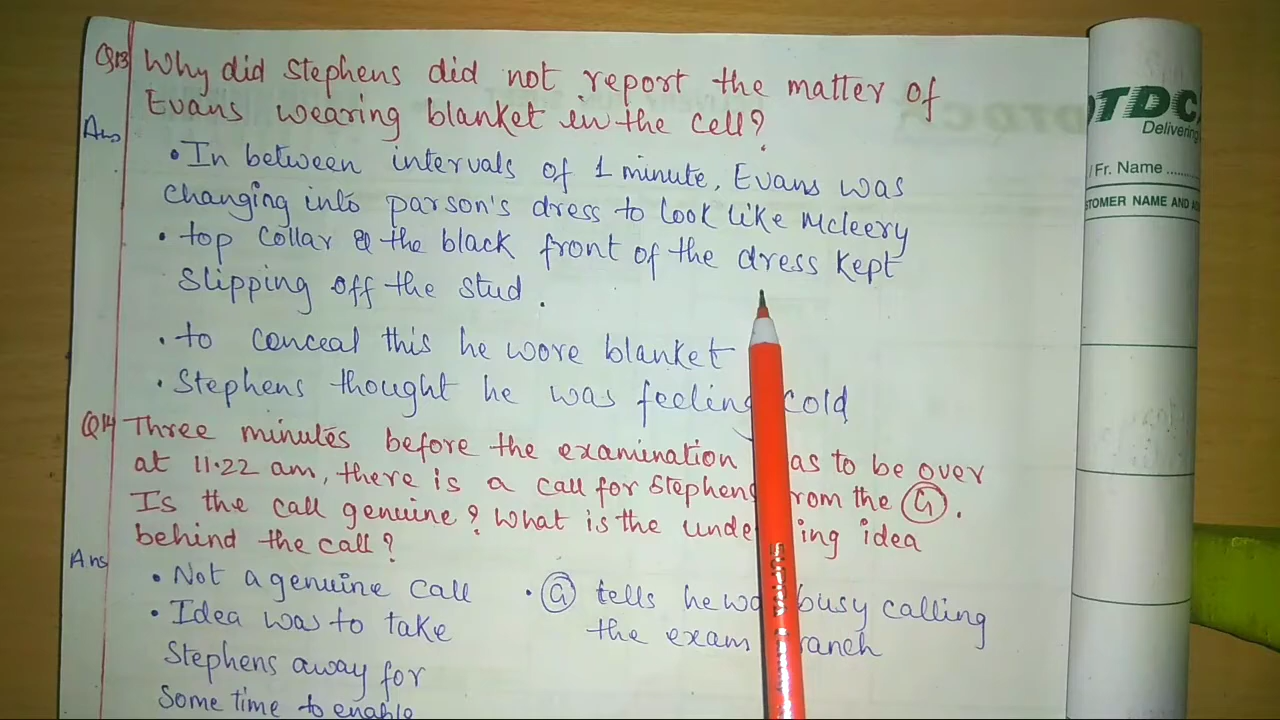 Q13 Why did Stephens did not report the matter of
Evans wearing blanket in the cell?
Ans
• In between intervals of 1 minute, Evans was
changing into parson's dress to look like Mcleery
• top collar & the black front of the dress kept
slipping off the stud.
• to conceal this he wore blanket
• Stephens thought he was feeling cold
Q14 Three minutes before the examination as to be over
at 11.22 am, there is a call for Stephens from the G.
Is the call genuine? What is the unde ing idea
behind the call?
Ans
• Not a genuine call
• Idea was to take
Stephens away for
Some time to enable
• G tells he wa busy calling
the exam ranch
DTDC
Delivering
/ Fr. Name
STOMER NAME AND